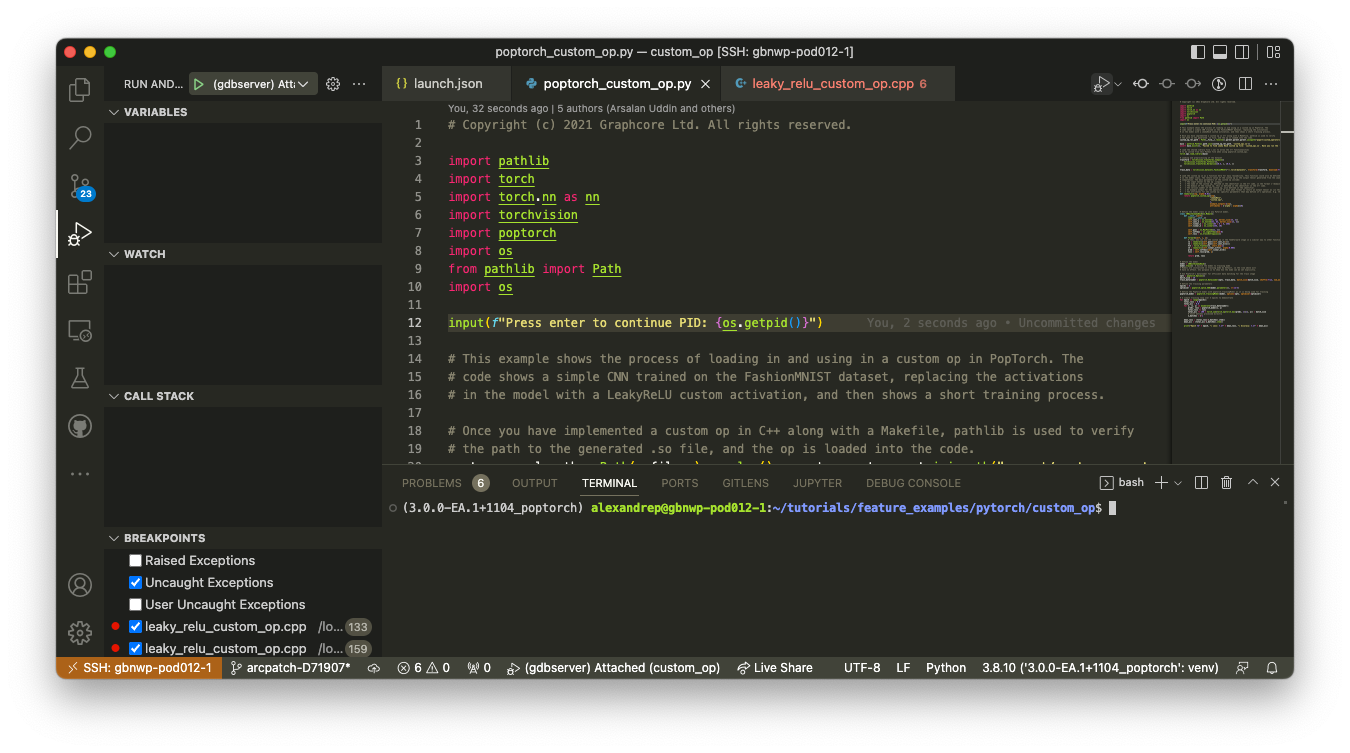 poptorch_custom_op.py — custom_op [SSH: gbnwp-pod012-1]
RUN AND... (gdbserver) Atta
{} launch.json
poptorch_custom_op.py
leaky_relu_custom_op.cpp 6
23
VARIABLES
WATCH
CALL STACK
BREAKPOINTS
Raised Exceptions
Uncaught Exceptions
User Uncaught Exceptions
leaky_relu_custom_op.cpp /lo... 133
leaky_relu_custom_op.cpp /lo... 159
You, 32 seconds ago | 5 authors (Arsalan Uddin and others)
1 # Copyright (c) 2021 Graphcore Ltd. All rights reserved.
2
3 import pathlib
4 import torch
5 import torch.nn as nn
6 import torchvision
7 import poptorch
8 import os
9 from pathlib import Path
10 import os
11
12 input(f"Press enter to continue PID: {os.getpid()}") You, 2 seconds ago • Uncommitted changes
13
14 # This example shows the process of loading in and using in a custom op in PopTorch. The
15 # code shows a simple CNN trained on the FashionMNIST dataset, replacing the activations
16 # in the model with a LeakyReLU custom activation, and then shows a short training process.
17
18 # Once you have implemented a custom op in C++ along with a Makefile, pathlib is used to verify
19 # the path to the generated .so file, and the op is loaded into the code.
PROBLEMS 6 OUTPUT TERMINAL PORTS GITLENS JUPYTER DEBUG CONSOLE bash
(3.0.0-EA.1+1104_poptorch) alexandrep@gbnwp-pod012-1:~/tutorials/feature_examples/pytorch/custom_op$
SSH: gbnwp-pod012-1 arcpatch-D71907* 6 0 0 (gdbserver) Attached (custom_op) Live Share UTF-8 LF Python 3.8.10 ('3.0.0-EA.1+1104_poptorch': venv)